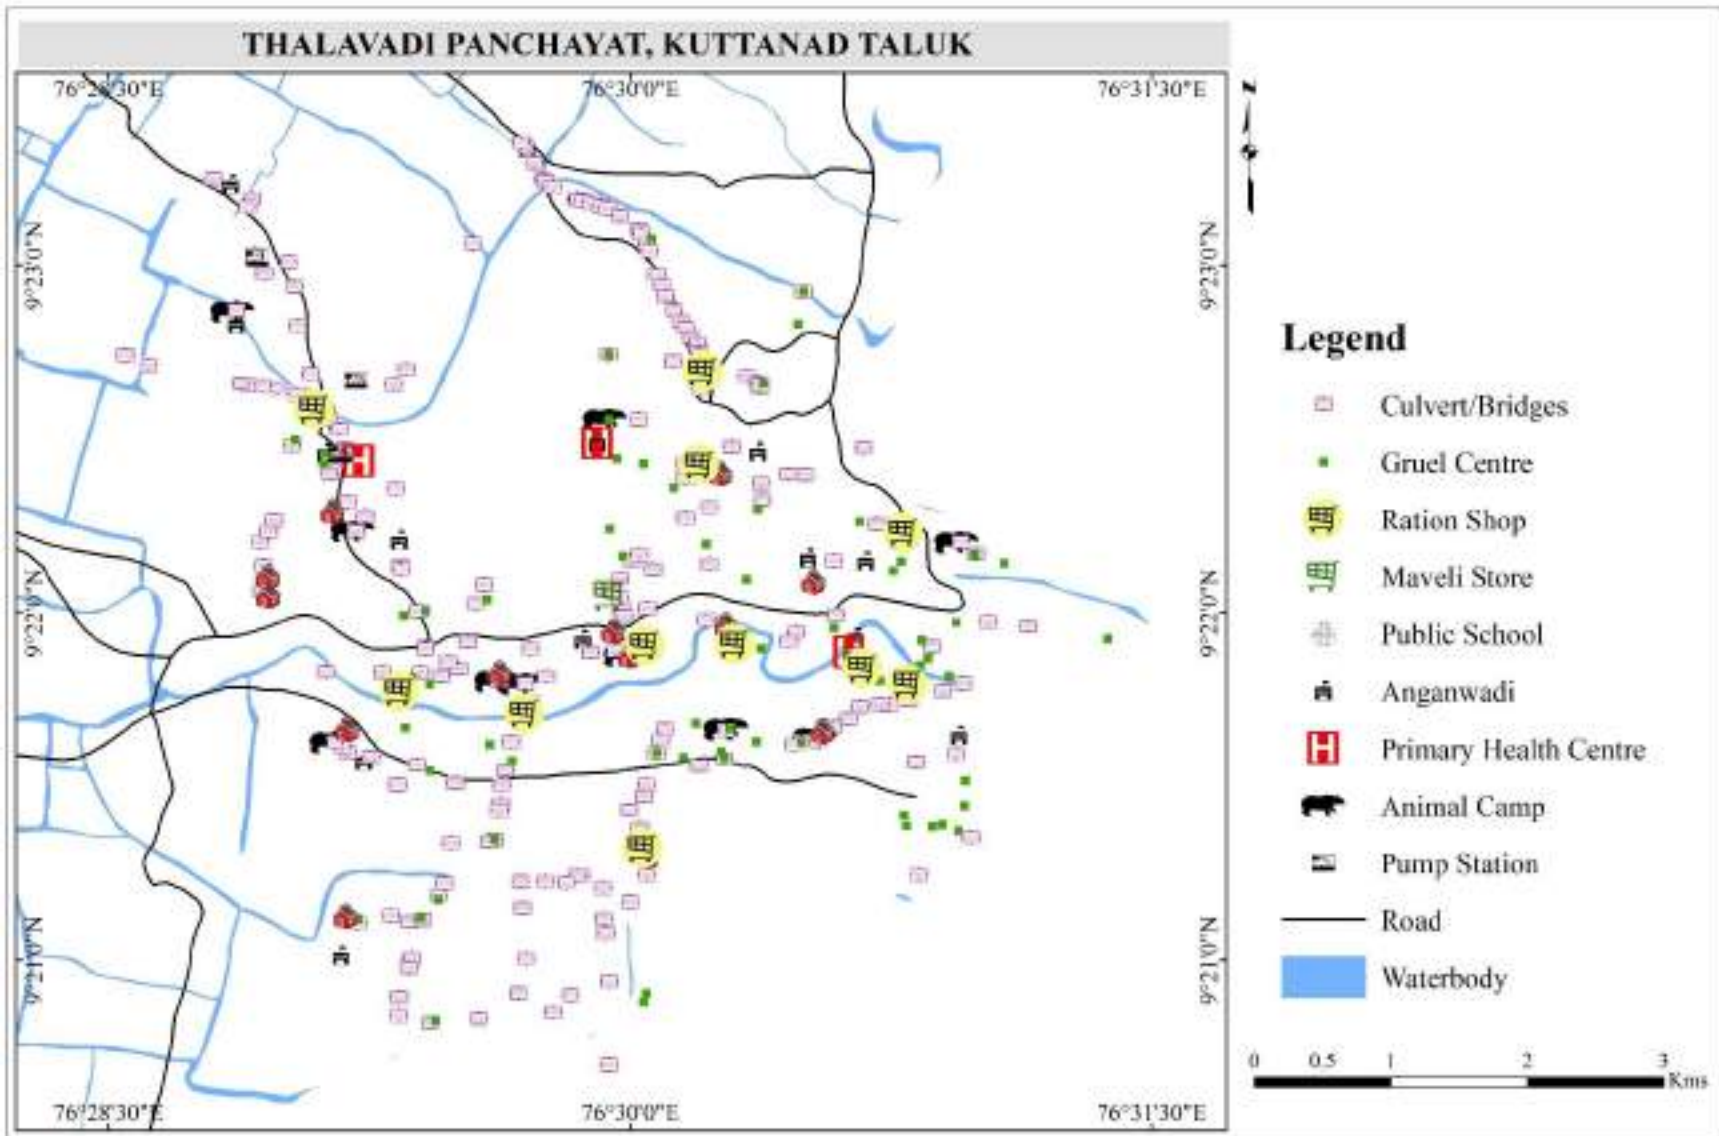 THALAVADI PANCHAYAT, KUTTANAD TALUK
76°28'30"E 76°30'0"E 76°31'30"E
N
9°23'0"N 9°23'0"N
9°22'0"N 9°22'0"N
9°21'0"N 9°21'0"N
76°28'30"E 76°30'0"E 76°31'30"E
Legend
Culvert/Bridges
Gruel Centre
Ration Shop
Maveli Store
Public School
Anganwadi
H Primary Health Centre
Animal Camp
Pump Station
Road
Waterbody
0 0.5 1 2 3
Kms